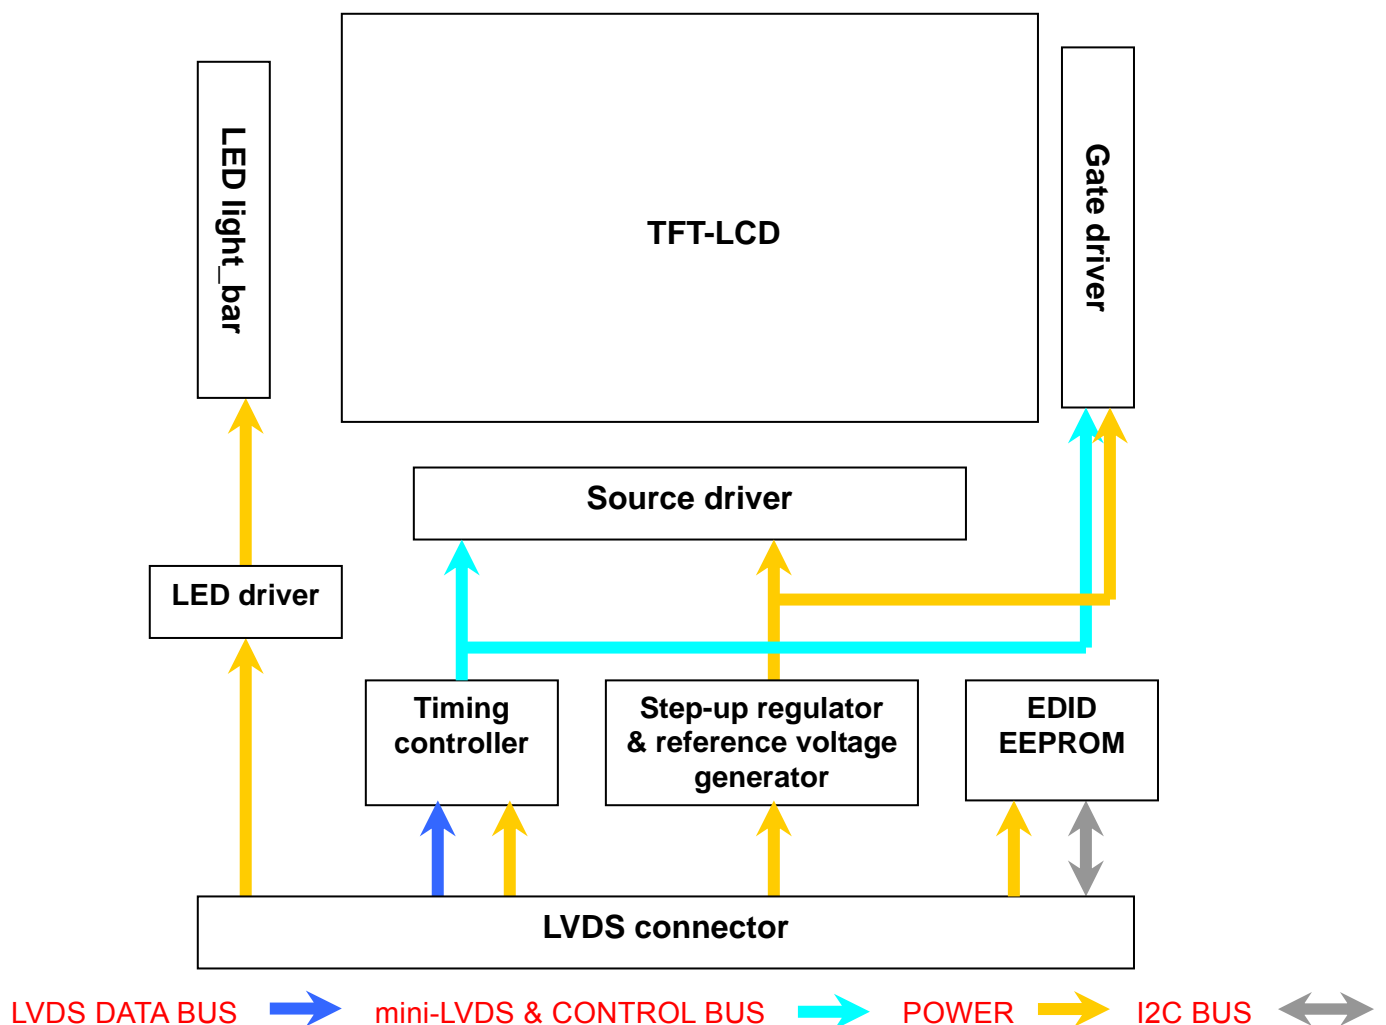 LED light_bar
TFT-LCD
Gate driver
Source driver
LED driver
Timing
controller
Step-up regulator
& reference voltage
generator
EDID
EEPROM
LVDS connector
LVDS DATA BUS mini-LVDS & CONTROL BUS POWER I2C BUS